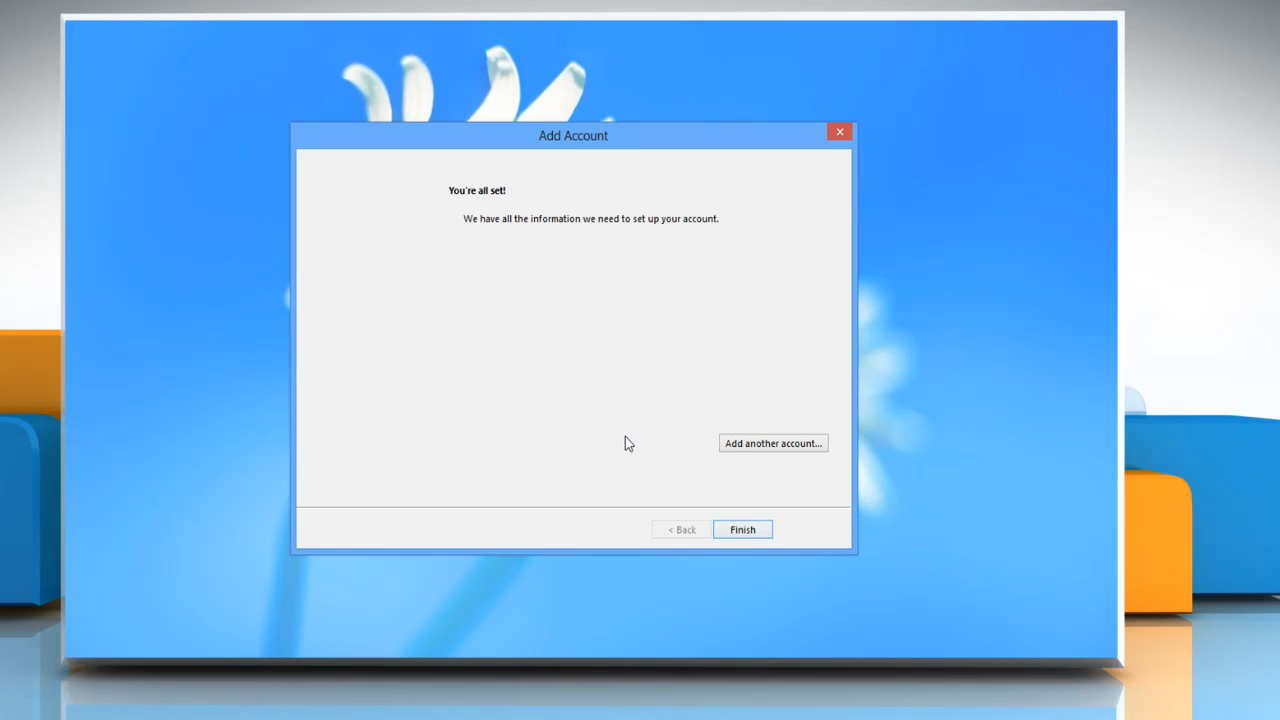 Add Account
You're all set!
We have all the information we need to set up your account.
Add another account...
< Back
Finish